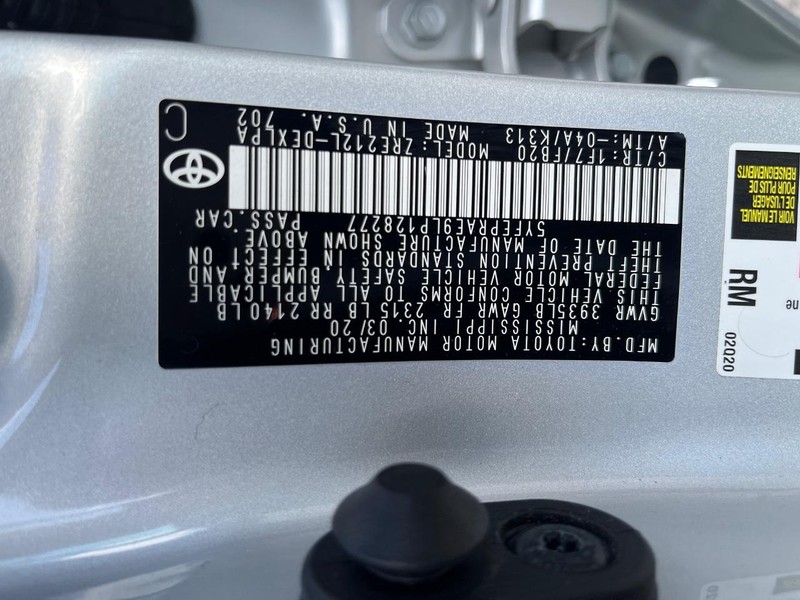 MFD.BY:TOYOTA MOTOR MANUFACTURING
MISSISSIPPI INC. 03/20
GVWR 3935LB GAWR FR 2315LB RR 2140LB
THIS VEHICLE CONFORMS TO ALL APPLICABLE
FEDERAL MOTOR VEHICLE SAFETY BUMPER AND
THEFT PREVENTION STANDARDS IN EFFECT ON
THE DATE OF MANUFACTURE SHOWN ABOVE.
5YFEPRAE9LP128277 PASS.CAR
C/TR:1F7/FB20 MODEL:ZRE212L-DEXLPA
A/TM:-04A/K313 MADE IN U.S.A. 702
C
VOIR LE MANUEL
DE L'USAGER
POUR PLUS DE
RENSEIGNEMENTS
RM
02Q20